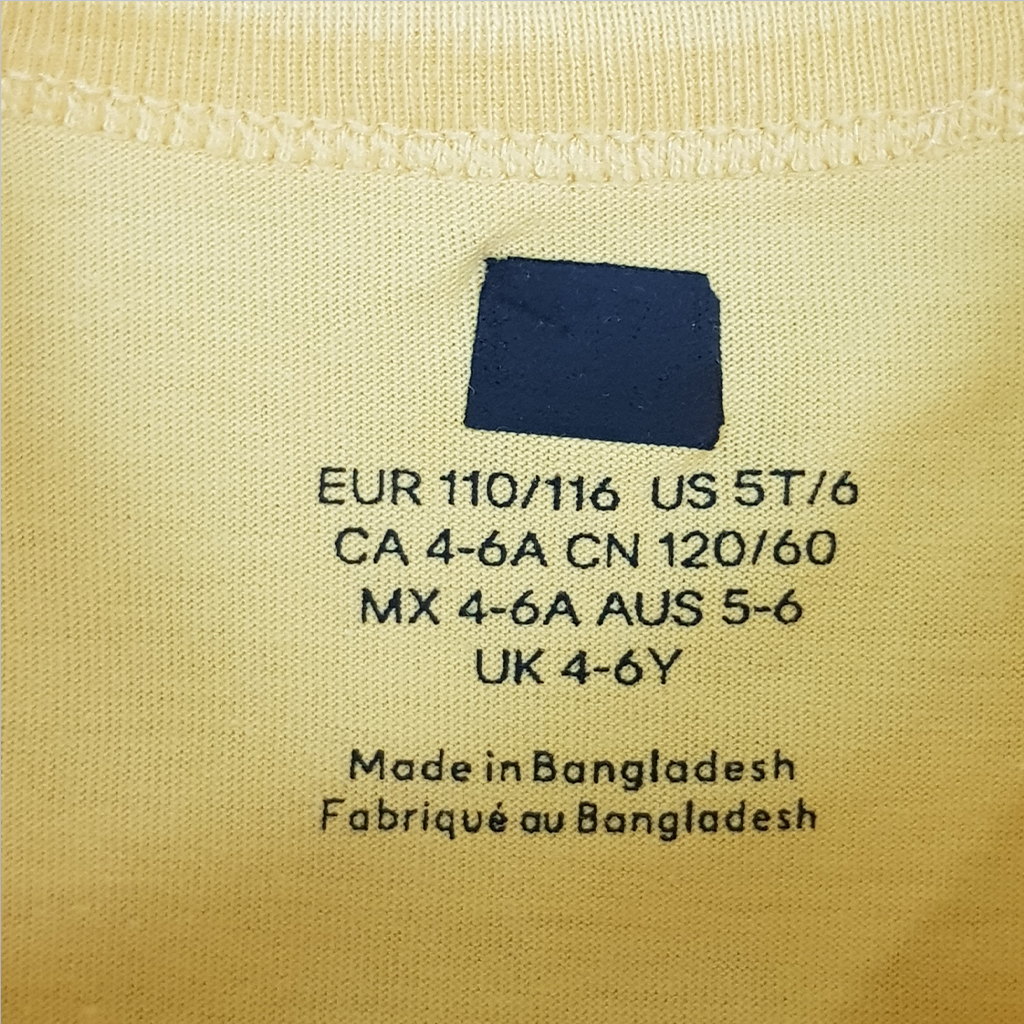 EUR 110/116 US 5T/6
CA 4-6A CN 120/60
MX 4-6A AUS 5-6
UK 4-6Y
Made in Bangladesh
Fabriqué au Bangladesh